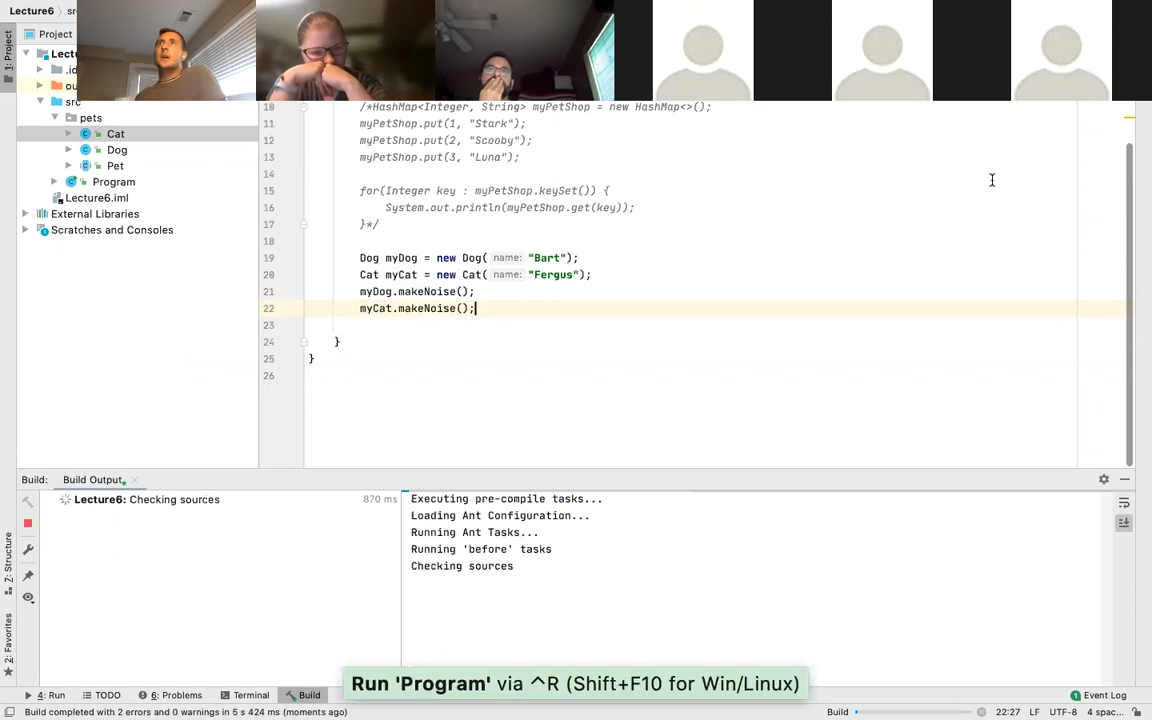 Lecture6
sr
1: Project
Project
Lectu
.id
ou
src
pets
Cat
Dog
Pet
Program
Lecture6.iml
External Libraries
Scratches and Consoles
10 /*HashMap<Integer, String> myPetShop = new HashMap<>();
11 myPetShop.put(1, "Stark");
12 myPetShop.put(2, "Scooby");
13 myPetShop.put(3, "Luna");
14
15 for(Integer key : myPetShop.keySet()) {
16 System.out.println(myPetShop.get(key));
17 }*/
18
19 Dog myDog = new Dog( name: "Bart");
20 Cat myCat = new Cat( name: "Fergus");
21 myDog.makeNoise();
22 myCat.makeNoise();
23
24 }
25 }
26
Build: Build Output
Lecture6: Checking sources 870 ms
Executing pre-compile tasks...
Loading Ant Configuration...
Running Ant Tasks...
Running 'before' tasks
Checking sources
Z: Structure
2: Favorites
Run 'Program' via ^R (Shift+F10 for Win/Linux)
4: Run TODO 6: Problems Terminal Build 1 Event Log
Build completed with 2 errors and 0 warnings in 5 s 424 ms (moments ago) Build 22:27 LF UTF-8 4 spac...